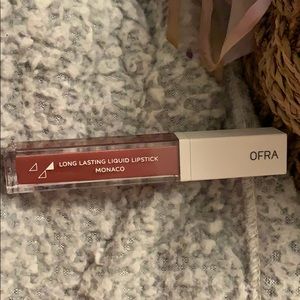 LONG LASTING LIQUID LIPSTICK
MONACO
OFRA